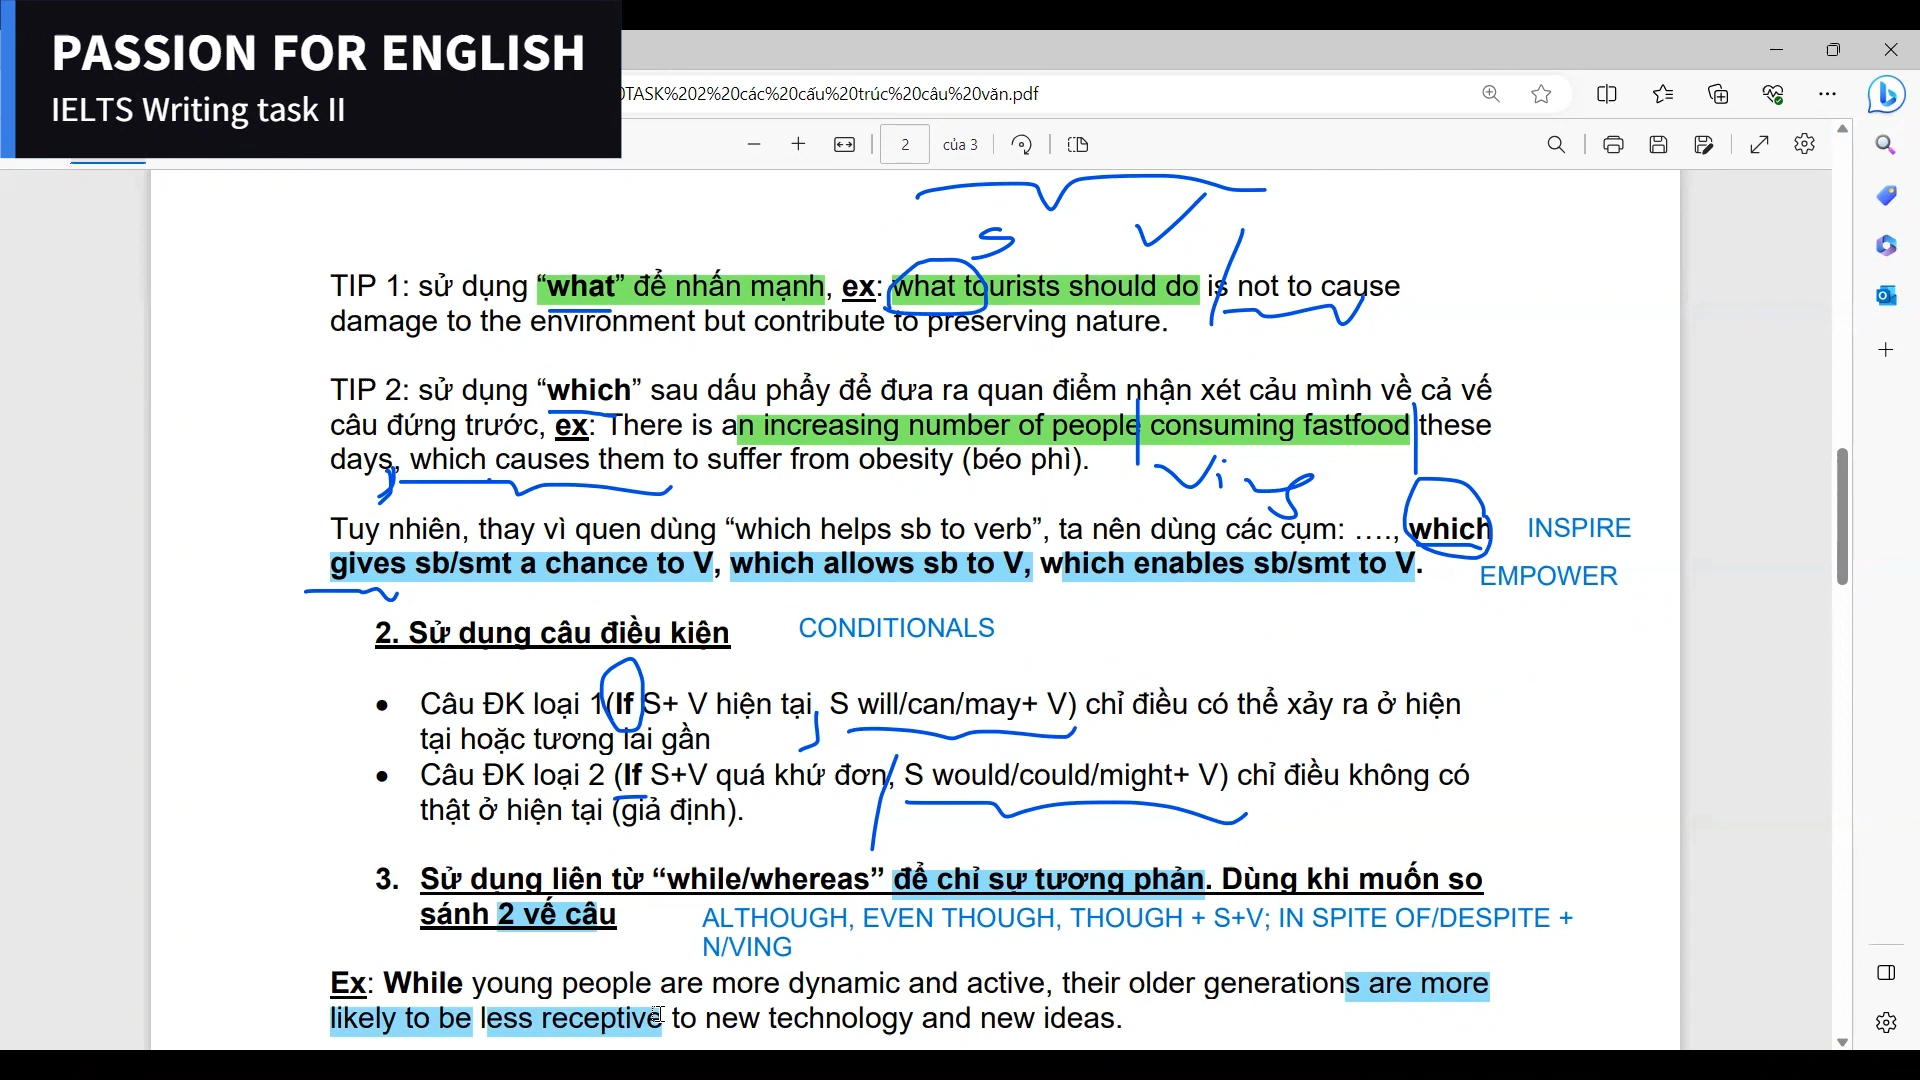 PASSION FOR ENGLISH
IELTS Writing task II
TASK%202%20các%20cấu%20trúc%20câu%20văn.pdf
2 của 3
S
TIP 1: sử dụng “what” để nhấn mạnh, ex: what tourists should do is not to cause
damage to the environment but contribute to preserving nature.
TIP 2: sử dụng “which” sau dấu phẩy để đưa ra quan điểm nhận xét cảu mình về cả vế
câu đứng trước, ex: There is an increasing number of people consuming fastfood these
days, which causes them to suffer from obesity (béo phì).
Ving
Tuy nhiên, thay vì quen dùng “which helps sb to verb”, ta nên dùng các cụm: …., which INSPIRE
gives sb/smt a chance to V, which allows sb to V, which enables sb/smt to V. EMPOWER
2. Sử dụng câu điều kiện CONDITIONALS
• Câu ĐK loại 1(If S+ V hiện tại, S will/can/may+ V) chỉ điều có thể xảy ra ở hiện
tại hoặc tương lai gần
• Câu ĐK loại 2 (If S+V quá khứ đơn, S would/could/might+ V) chỉ điều không có
thật ở hiện tại (giả định).
3. Sử dụng liên từ “while/whereas” để chỉ sự tương phản. Dùng khi muốn so
sánh 2 vế câu ALTHOUGH, EVEN THOUGH, THOUGH + S+V; IN SPITE OF/DESPITE +
N/VING
Ex: While young people are more dynamic and active, their older generations are more
likely to be less receptive to new technology and new ideas.